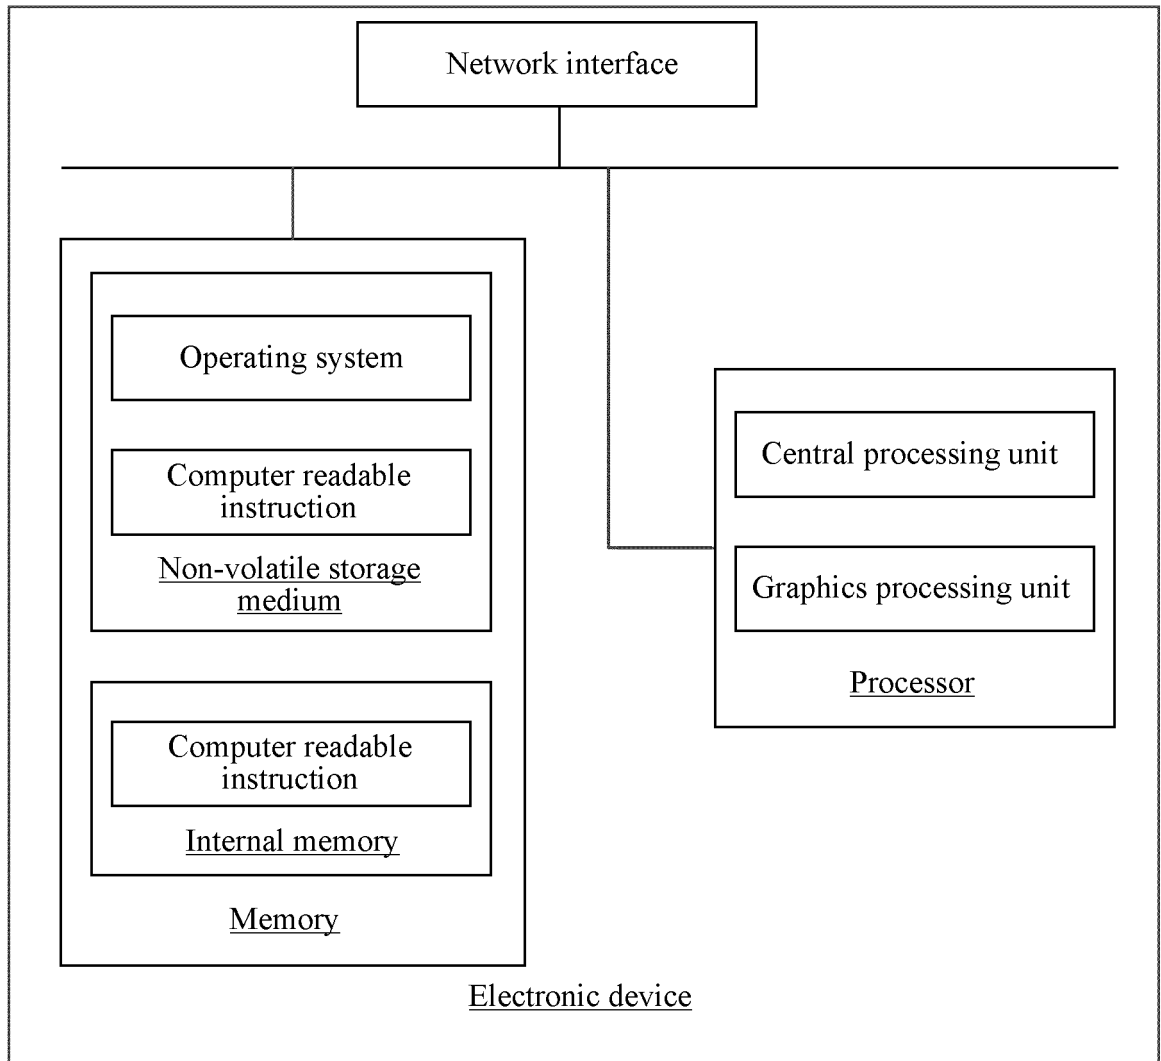 Network interface
Operating system
Computer readable
instruction
Non-volatile storage
medium
Computer readable
instruction
Internal memory
Memory
Central processing unit
Graphics processing unit
Processor
Electronic device